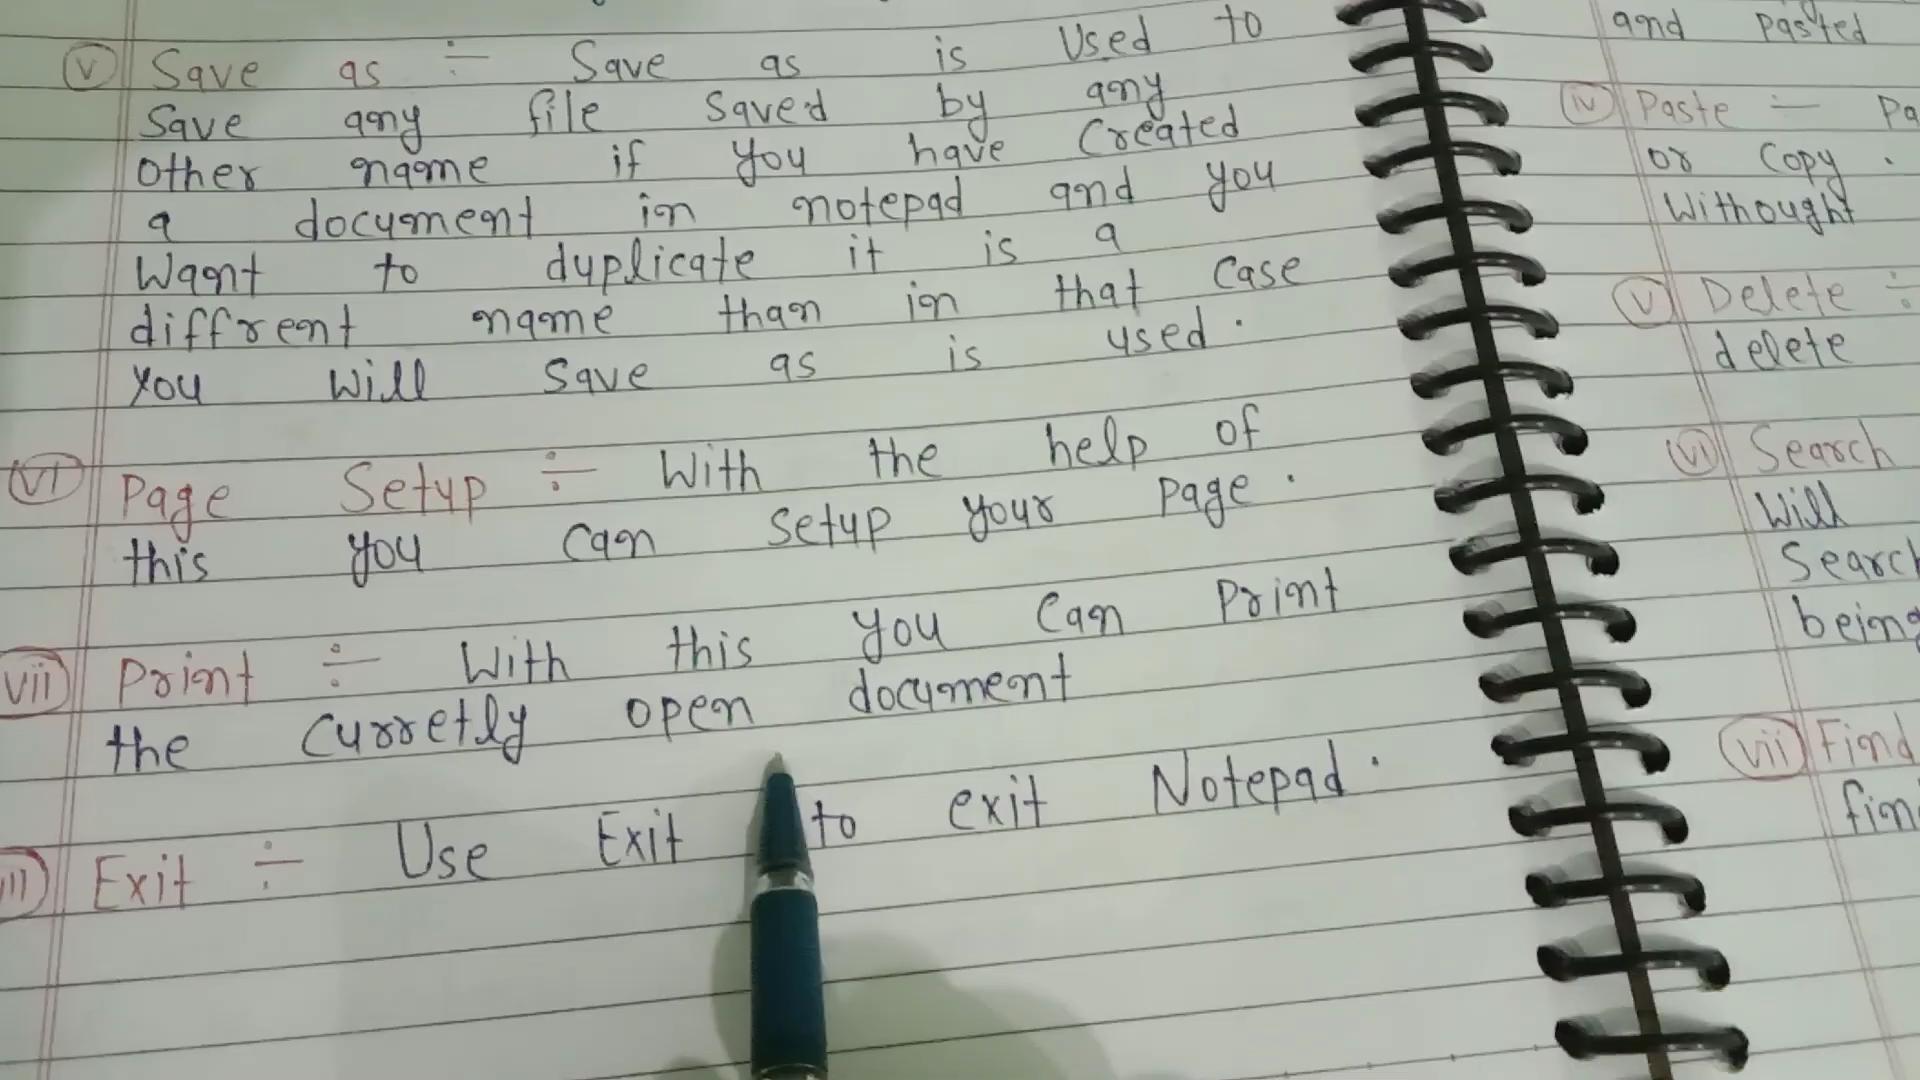 (v) Save as ÷ Save as is Used to
Save any file saved by any
other name if you have Created
a document in notepad and you
Want to duplicate it is a
diffrent name than in that case
you will save as is used.
(vi) Page Setup ÷ With the help of
this you can setup your page.
(vii) Print ÷ With this you can print
the curretly open document
Exit ÷ Use Exit to exit Notepad.
and pasted
(iv) Paste ÷
or copy.
Withought
(v) Delete ÷
delete
(vi) Search
Will
Search
being
(vii) Find